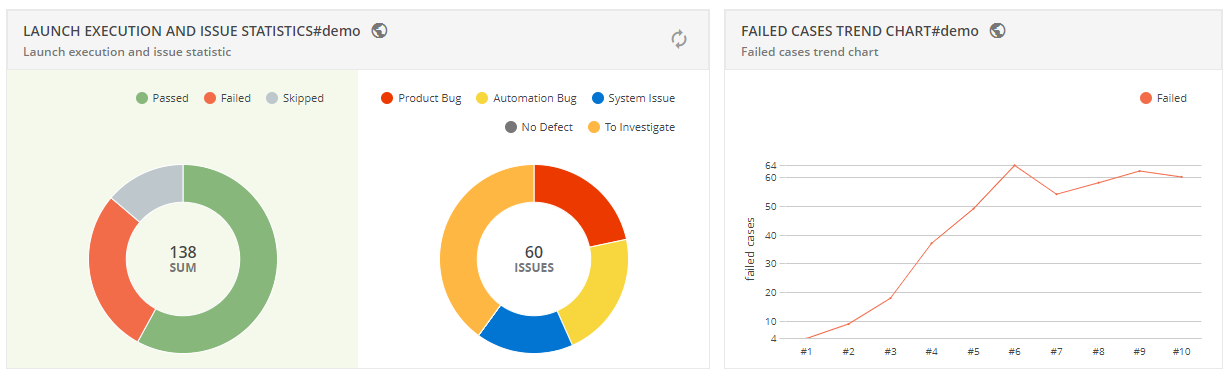 LAUNCH EXECUTION AND ISSUE STATISTICS#demo
Launch execution and issue statistic
Passed Failed Skipped
Product Bug Automation Bug System Issue
No Defect To Investigate
138
SUM
60
ISSUES
FAILED CASES TREND CHART#demo
Failed cases trend chart
Failed
failed cases
64
60
50
40
30
20
10
4
#1 #2 #3 #4 #5 #6 #7 #8 #9 #10